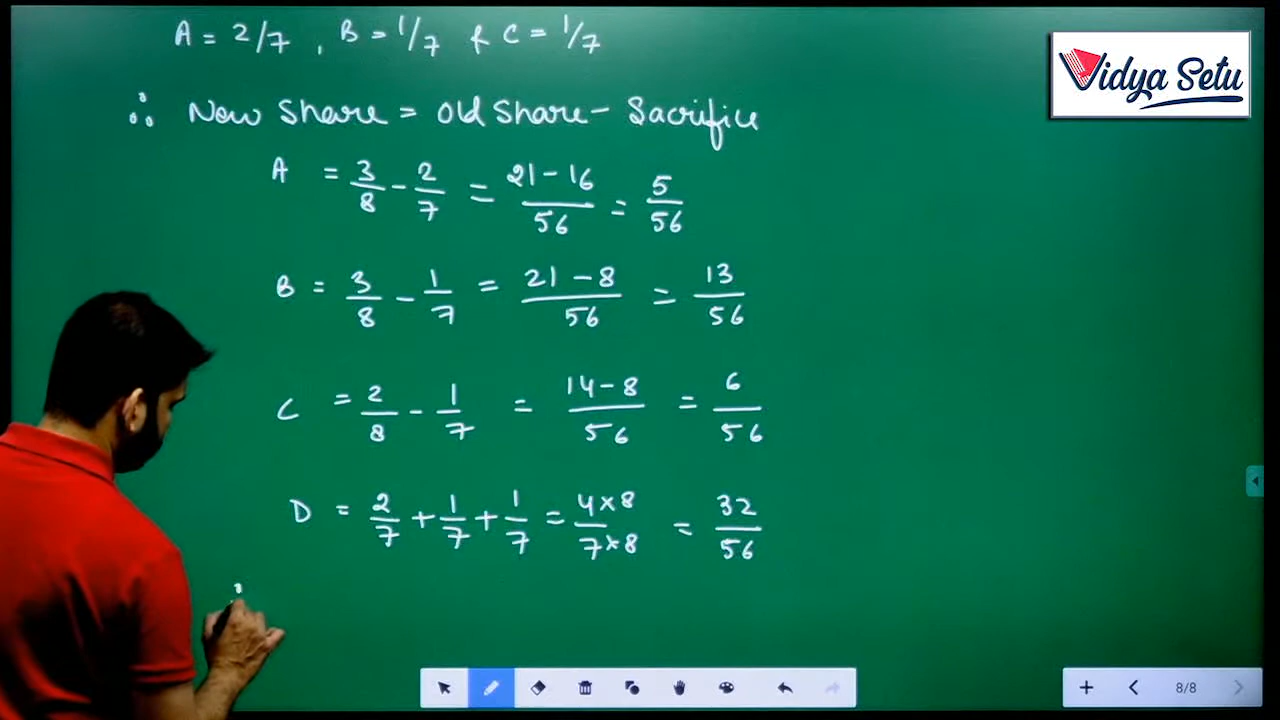 A = 2/7 , B = 1/7 & C = 1/7
Vidya Setu
∴ New Share = Old Share - Sacrifice
A = 3/8 - 2/7 = 21 - 16/56 = 5/56
B = 3/8 - 1/7 = 21 - 8/56 = 13/56
C = 2/8 - 1/7 = 14 - 8/56 = 6/56
D = 2/7 + 1/7 + 1/7 = 4×8/7×8 = 32/56
8/8